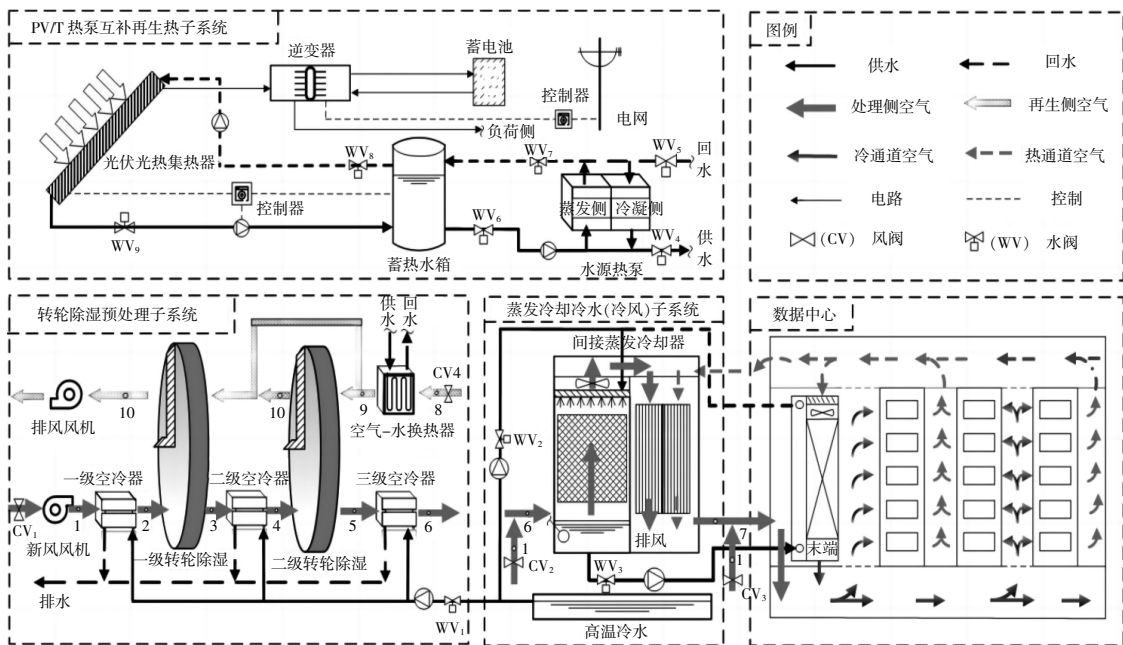 PV/T 热泵互补再生热子系统
逆变器
蓄电池
控制器
电网
负荷侧
光伏光热集热器
WV8
WV7
WV5
回水
控制器
蒸发侧
冷凝侧
WV6
WV9
WV4
供水
蓄热水箱
水源热泵
图例
供水
回水
处理侧空气
再生侧空气
冷通道空气
热通道空气
电路
控制
(CV)
风阀
(WV)
水阀
转轮除湿预处理子系统
供水
回水
CV4
10
10
9
8
排风风机
空气-水换热器
一级空冷器
二级空冷器
三级空冷器
CV1
1
2
3
4
5
6
新风风机
一级转轮除湿
二级转轮除湿
排水
WV1
蒸发冷却冷水(冷风)子系统
间接蒸发冷却器
WV2
6
1
CV2
排风
7
1
WV3
CV3
高温冷水
数据中心
末端